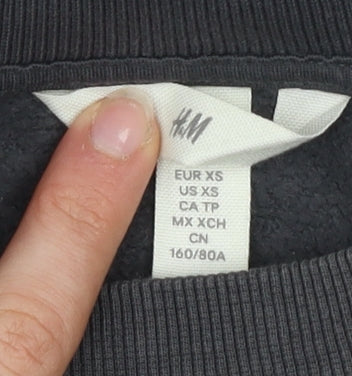 H&M
EUR XS
US XS
CA TP
MX XCH
CN
160/80A